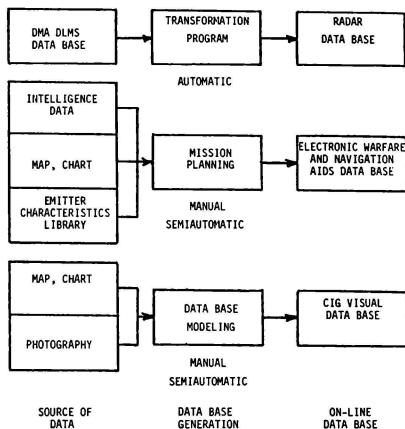 DMA DLMS
DATA BASE
TRANSFORMATION
PROGRAM
RADAR
DATA BASE
AUTOMATIC
INTELLIGENCE
DATA
MAP, CHART
EMITTER
CHARACTERISTICS
LIBRARY
MISSION
PLANNING
ELECTRONIC WARFARE
AND NAVIGATION
AIDS DATA BASE
MANUAL
SEMIAUTOMATIC
MAP, CHART
PHOTOGRAPHY
DATA BASE
MODELING
CIG VISUAL
DATA BASE
MANUAL
SEMIAUTOMATIC
SOURCE OF
DATA
DATA BASE
GENERATION
ON-LINE
DATA BASE